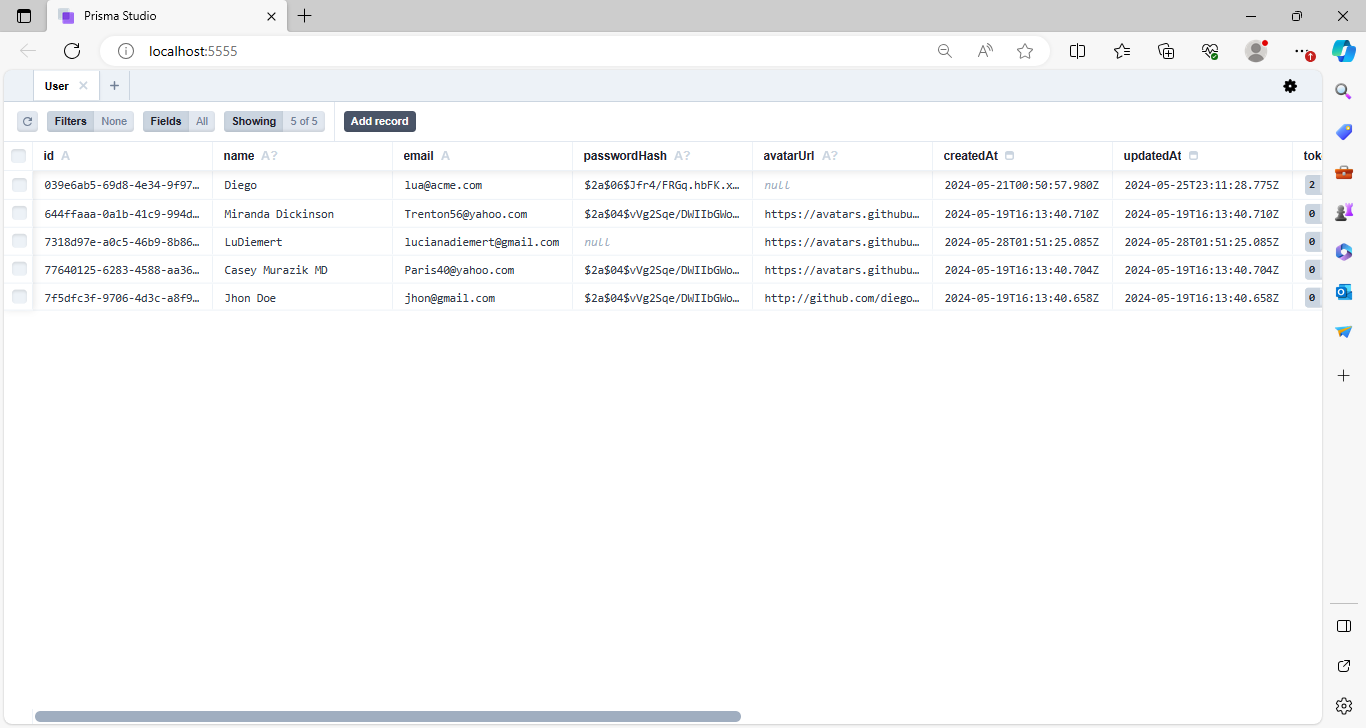 Prisma Studio
localhost:5555
User
Filters None Fields All Showing 5 of 5 Add record
id A name A? email A passwordHash A? avatarUrl A? createdAt updatedAt tok
039e6ab5-69d8-4e34-9f97… Diego lua@acme.com $2a$06$Jfr4/FRGq.hbFK.x… null 2024-05-21T00:50:57.980Z 2024-05-25T23:11:28.775Z 2
644ffaaa-0a1b-41c9-994d… Miranda Dickinson Trenton56@yahoo.com $2a$04$vVg2Sqe/DWIIbGWo… https://avatars.githubu… 2024-05-19T16:13:40.710Z 2024-05-19T16:13:40.710Z 0
7318d97e-a0c5-46b9-8b86… LuDiemert lucianadiemert@gmail.com null https://avatars.githubu… 2024-05-28T01:51:25.085Z 2024-05-28T01:51:25.085Z 0
77640125-6283-4588-aa36… Casey Murazik MD Paris40@yahoo.com $2a$04$vVg2Sqe/DWIIbGWo… https://avatars.githubu… 2024-05-19T16:13:40.704Z 2024-05-19T16:13:40.704Z 0
7f5dfc3f-9706-4d3c-a8f9… Jhon Doe jhon@gmail.com $2a$04$vVg2Sqe/DWIIbGWo… http://github.com/diego… 2024-05-19T16:13:40.658Z 2024-05-19T16:13:40.658Z 0